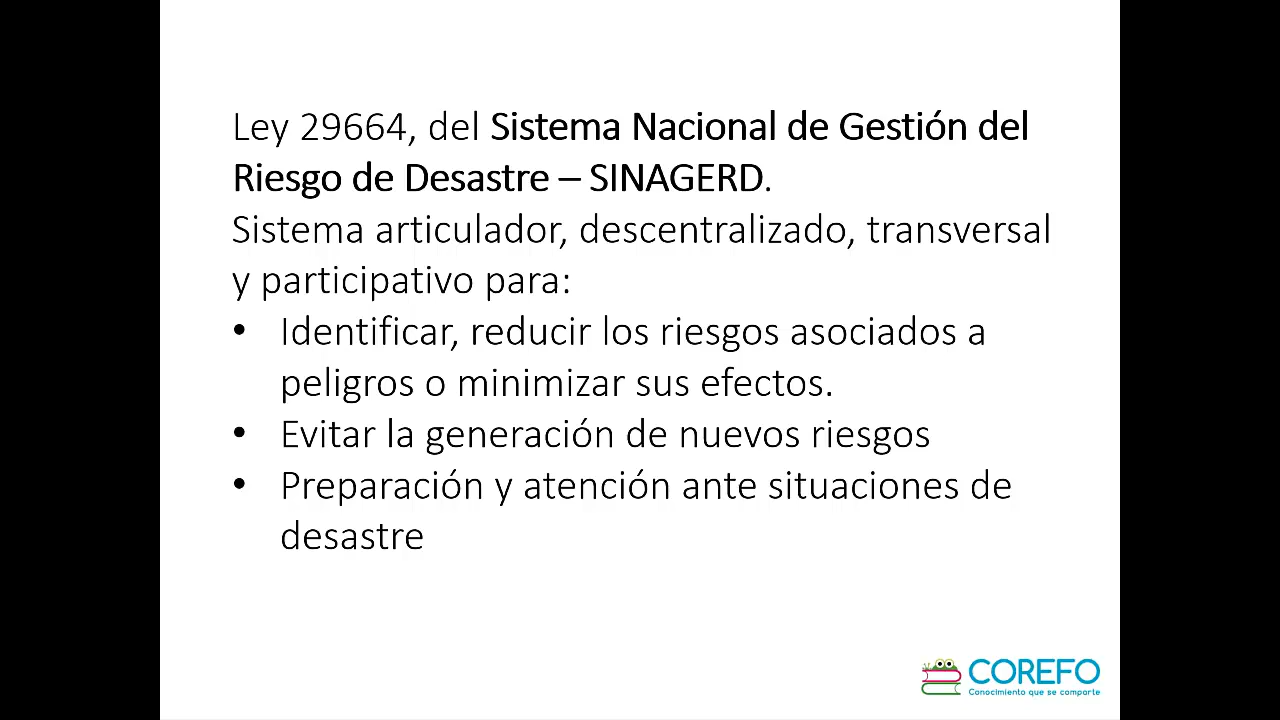 Ley 29664, del Sistema Nacional de Gestión del
Riesgo de Desastre – SINAGERD.
Sistema articulador, descentralizado, transversal
y participativo para:
• Identificar, reducir los riesgos asociados a
peligros o minimizar sus efectos.
• Evitar la generación de nuevos riesgos
• Preparación y atención ante situaciones de
desastre
COREFO
Conocimiento que se comparte